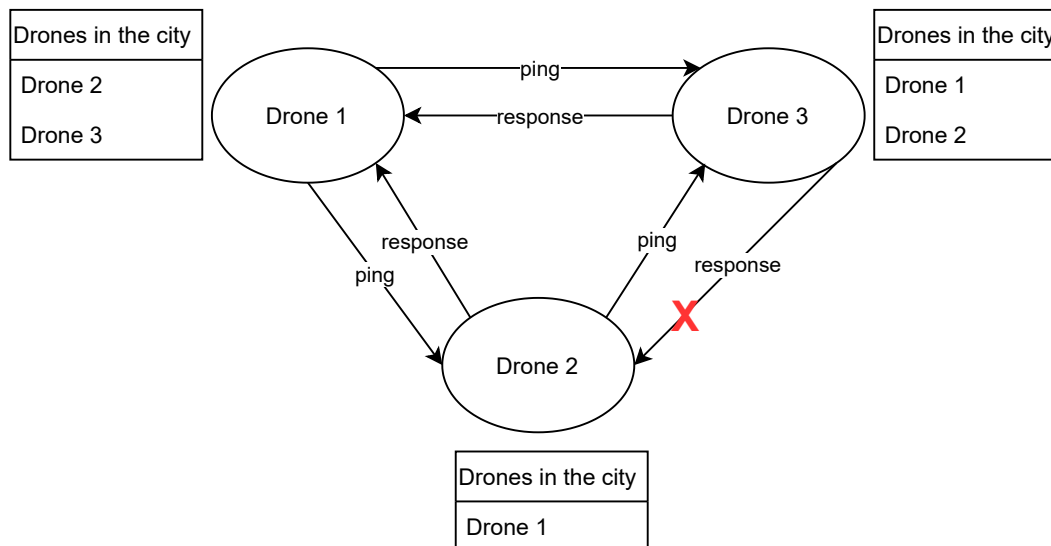 Drones in the city
Drone 2
Drone 3
Drones in the city
Drone 1
Drone 2
Drone 1
ping
Drone 3
response
response
ping
ping
response
X
Drone 2
Drones in the city
Drone 1